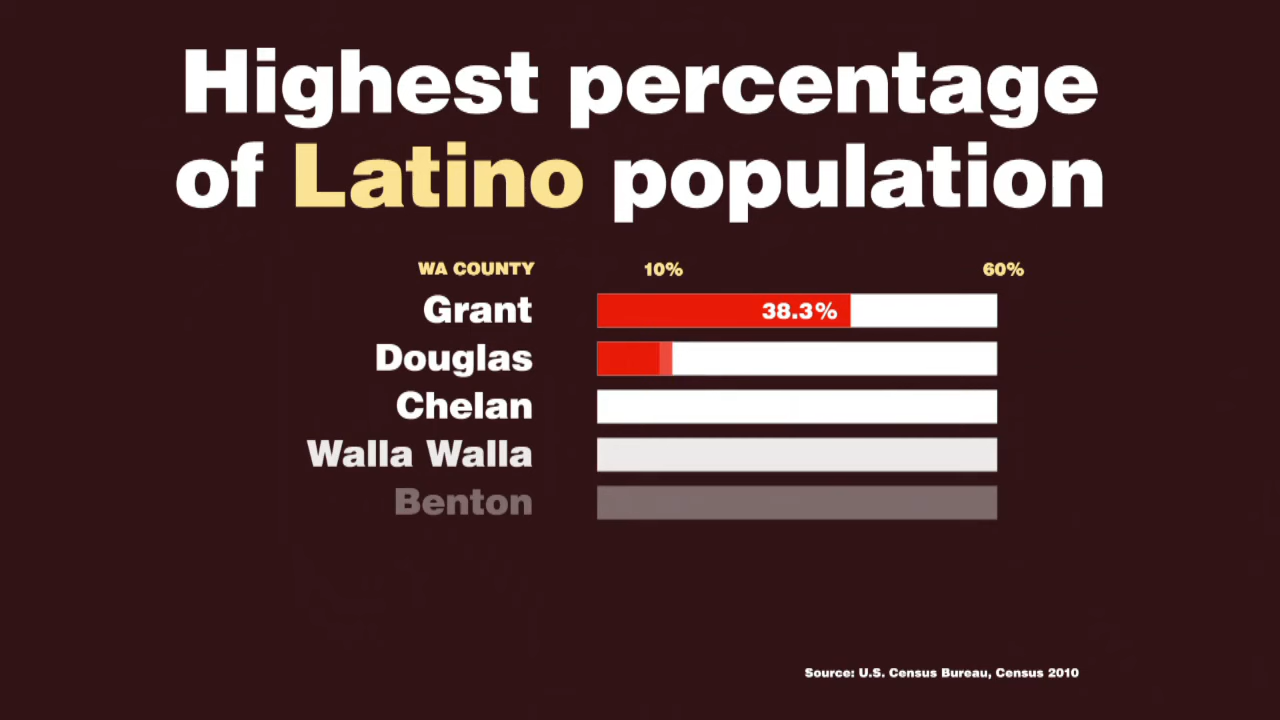 Highest percentage
of Latino population
WA COUNTY 10% 60%
Grant 38.3%
Douglas
Chelan
Walla Walla
Benton
Source: U.S. Census Bureau, Census 2010